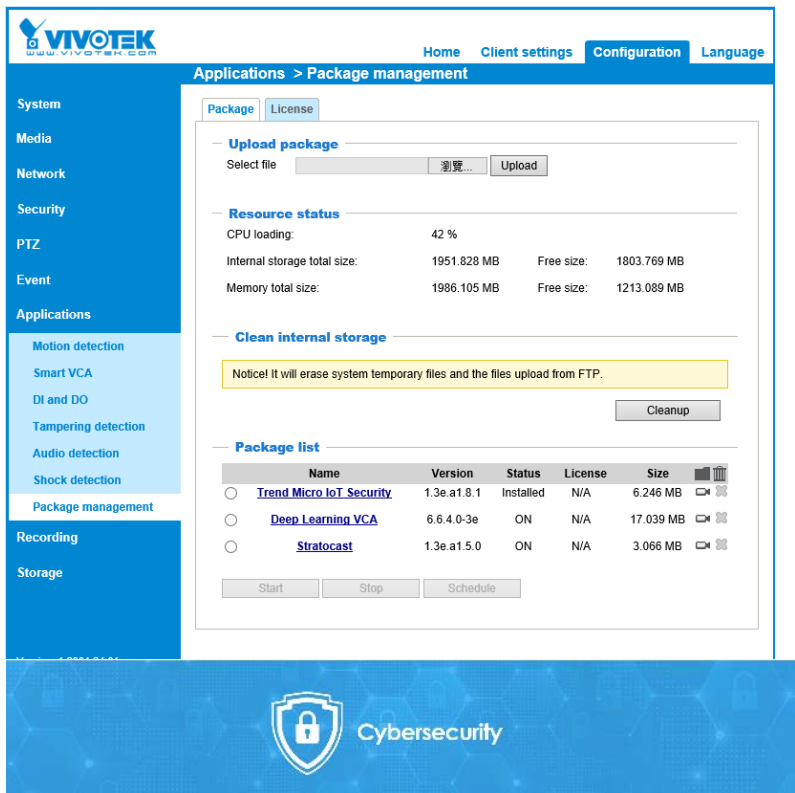 VIVOTEK
www.vivotek.com
Home Client settings Configuration Language
Applications > Package management
System
Media
Network
Security
PTZ
Event
Applications
Motion detection
Smart VCA
DI and DO
Tampering detection
Audio detection
Shock detection
Package management
Recording
Storage
Package License
Upload package
Select file 瀏覽... Upload
Resource status
CPU loading: 42 %
Internal storage total size: 1951.828 MB Free size: 1803.769 MB
Memory total size: 1986.105 MB Free size: 1213.089 MB
Clean internal storage
Notice! It will erase system temporary files and the files upload from FTP.
Cleanup
Package list
Name Version Status License Size
Trend Micro IoT Security 1.3e.a1.8.1 Installed N/A 6.246 MB
Deep Learning VCA 6.6.4.0-3e ON N/A 17.039 MB
Stratocast 1.3e.a1.5.0 ON N/A 3.066 MB
Start Stop Schedule
Cybersecurity